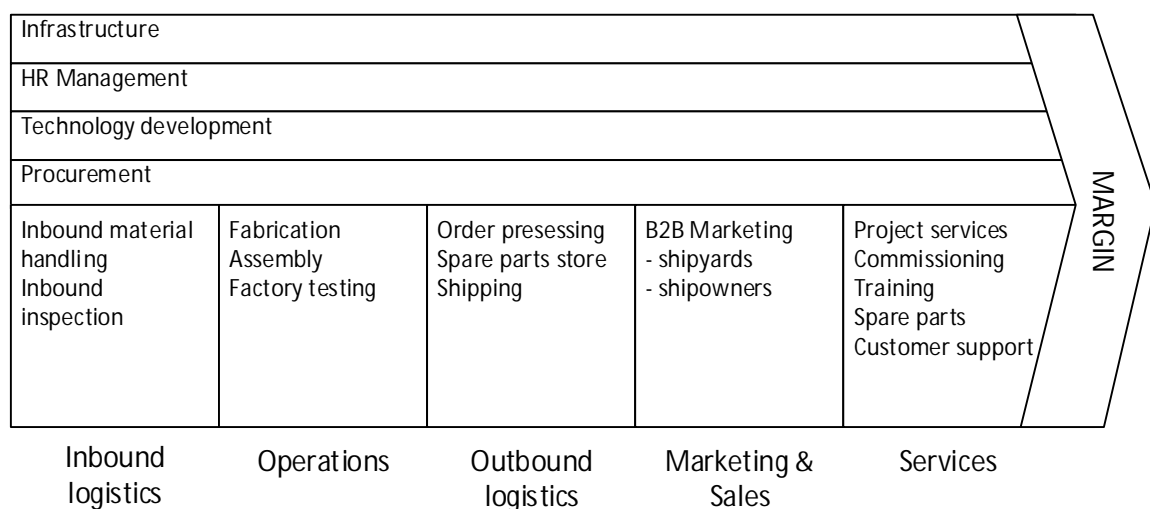 Infrastructure
HR Management
Technology development
Procurement
Inbound material
handling
Inbound
inspection
Fabrication
Assembly
Factory testing
Order presessing
Spare parts store
Shipping
B2B Marketing
- shipyards
- shipowners
Project services
Commissioning
Training
Spare parts
Customer support
MARGIN
Inbound
logistics
Operations
Outbound
logistics
Marketing &
Sales
Services